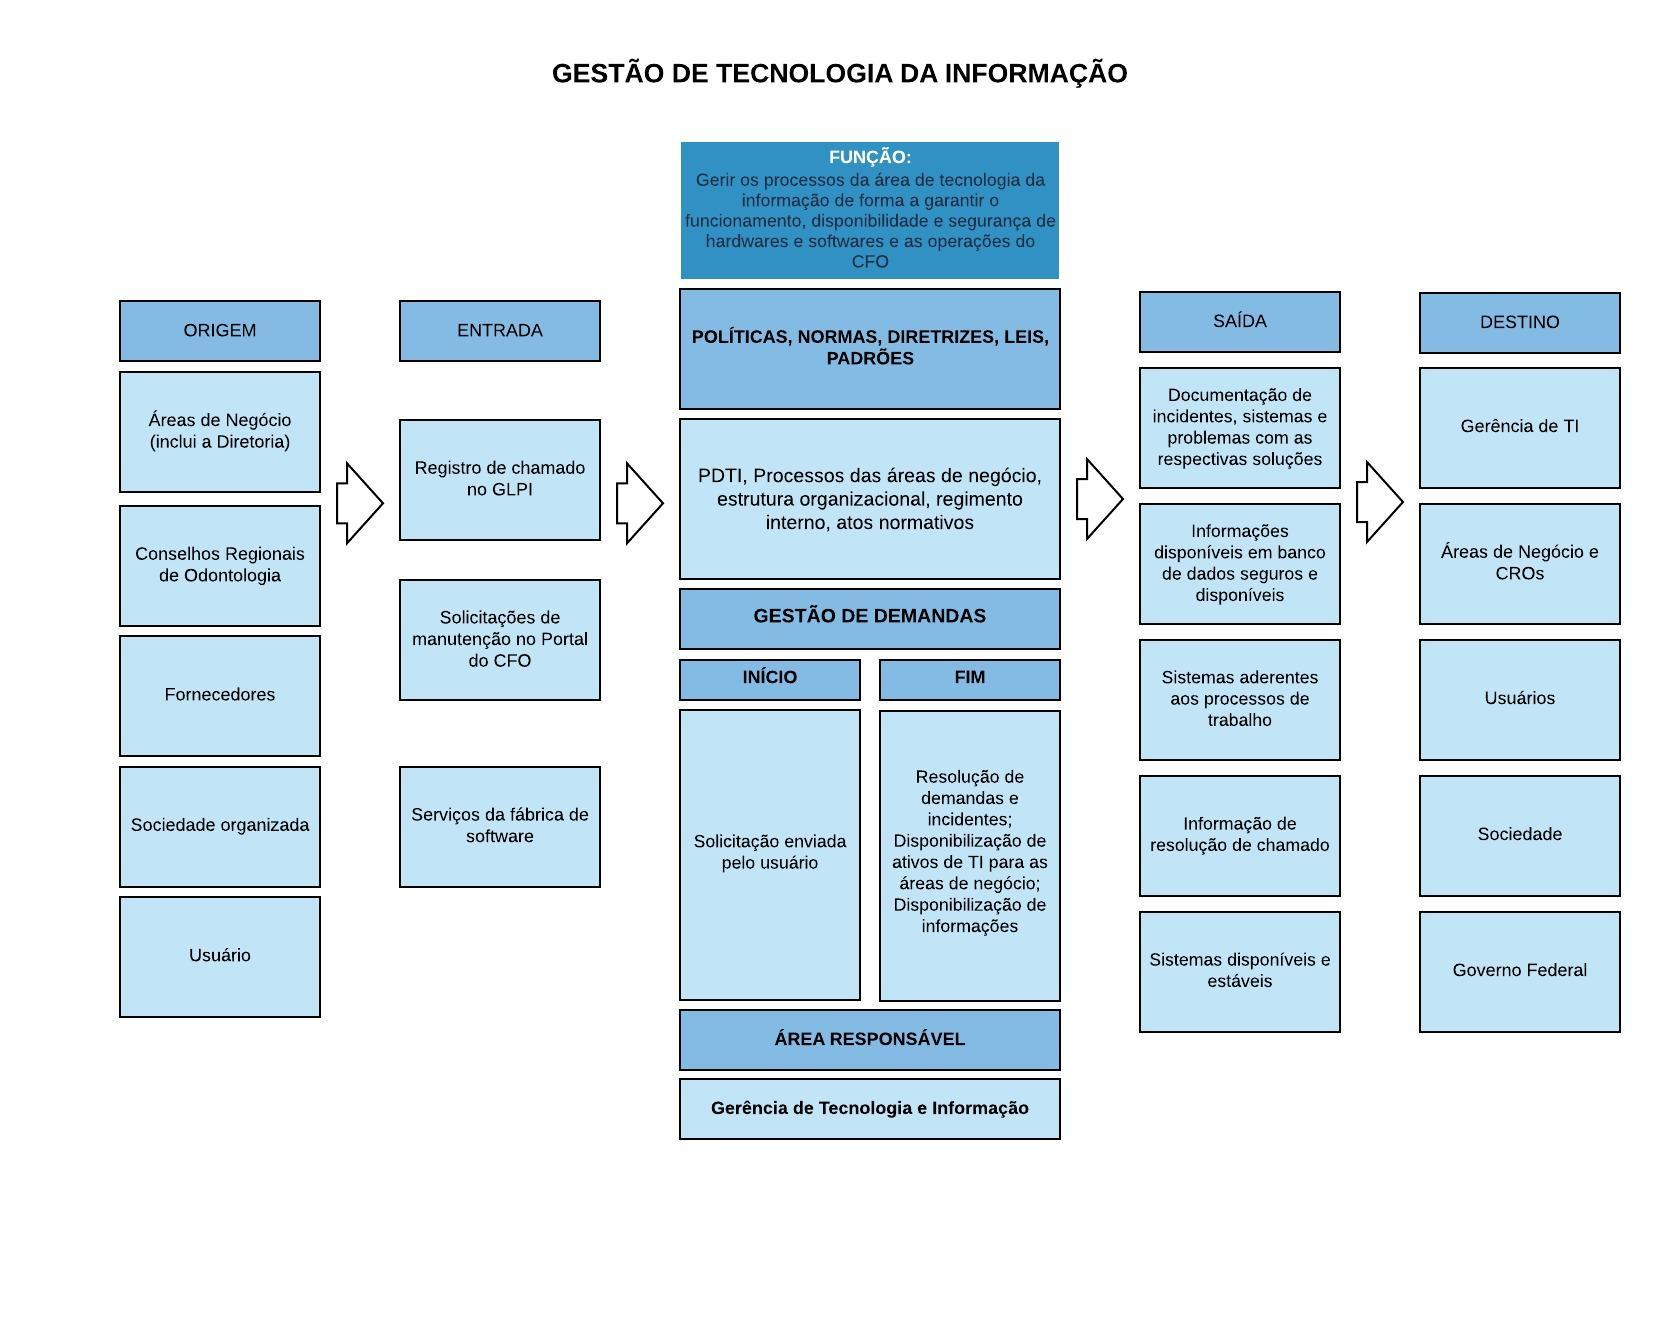 GESTÃO DE TECNOLOGIA DA INFORMAÇÃO
FUNÇÃO:
Gerir os processos da área de tecnologia da
informação de forma a garantir o
funcionamento, disponibilidade e segurança de
hardwares e softwares e as operações do
CFO
ORIGEM
Áreas de Negócio
(inclui a Diretoria)
Conselhos Regionais
de Odontologia
Fornecedores
Sociedade organizada
Usuário
ENTRADA
Registro de chamado
no GLPI
Solicitações de
manutenção no Portal
do CFO
Serviços da fábrica de
software
POLÍTICAS, NORMAS, DIRETRIZES, LEIS,
PADRÕES
PDTI, Processos das áreas de negócio,
estrutura organizacional, regimento
interno, atos normativos
GESTÃO DE DEMANDAS
INÍCIO
Solicitação enviada
pelo usuário
FIM
Resolução de
demandas e
incidentes;
Disponibilização de
ativos de TI para as
áreas de negócio;
Disponibilização de
informações
ÁREA RESPONSÁVEL
Gerência de Tecnologia e Informação
SAÍDA
Documentação de
incidentes, sistemas e
problemas com as
respectivas soluções
Informações
disponíveis em banco
de dados seguros e
disponíveis
Sistemas aderentes
aos processos de
trabalho
Informação de
resolução de chamado
Sistemas disponíveis e
estáveis
DESTINO
Gerência de TI
Áreas de Negócio e
CROs
Usuários
Sociedade
Governo Federal